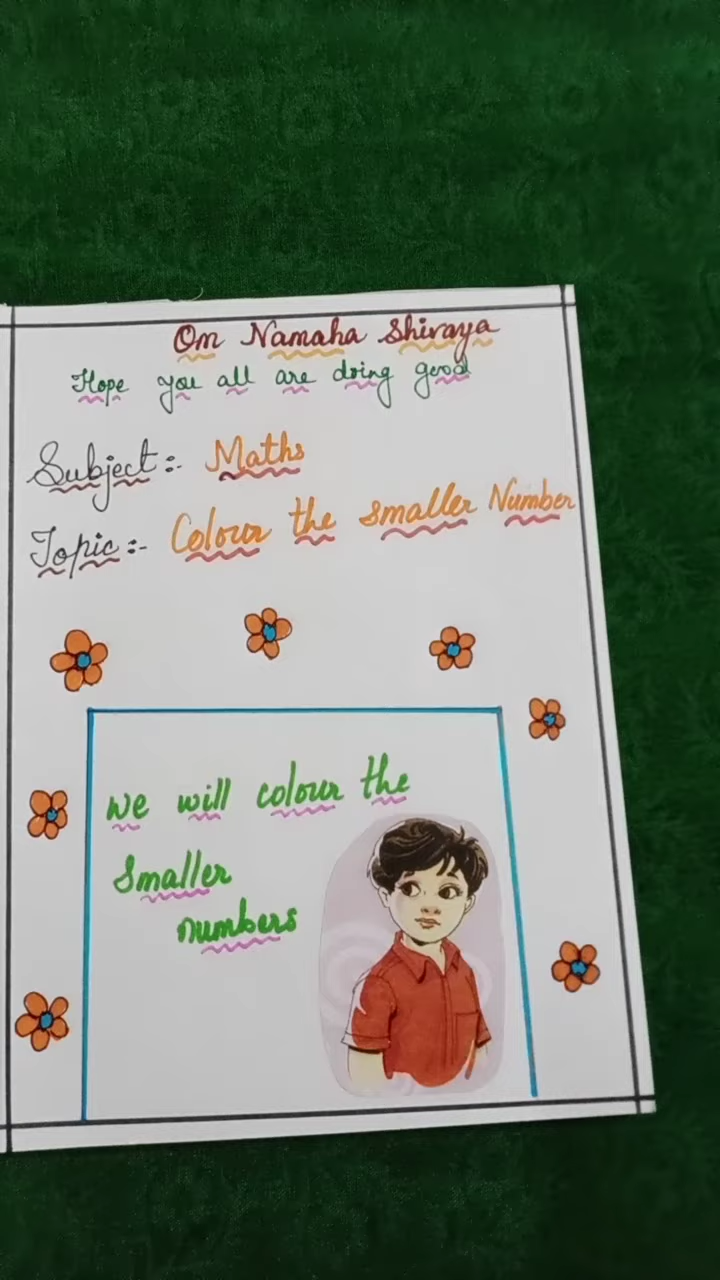 Om Namaha Shivaya
Hope you all are doing good
Subject:- Maths
Topic:- Colour the smaller Number
we will colour the
smaller
numbers